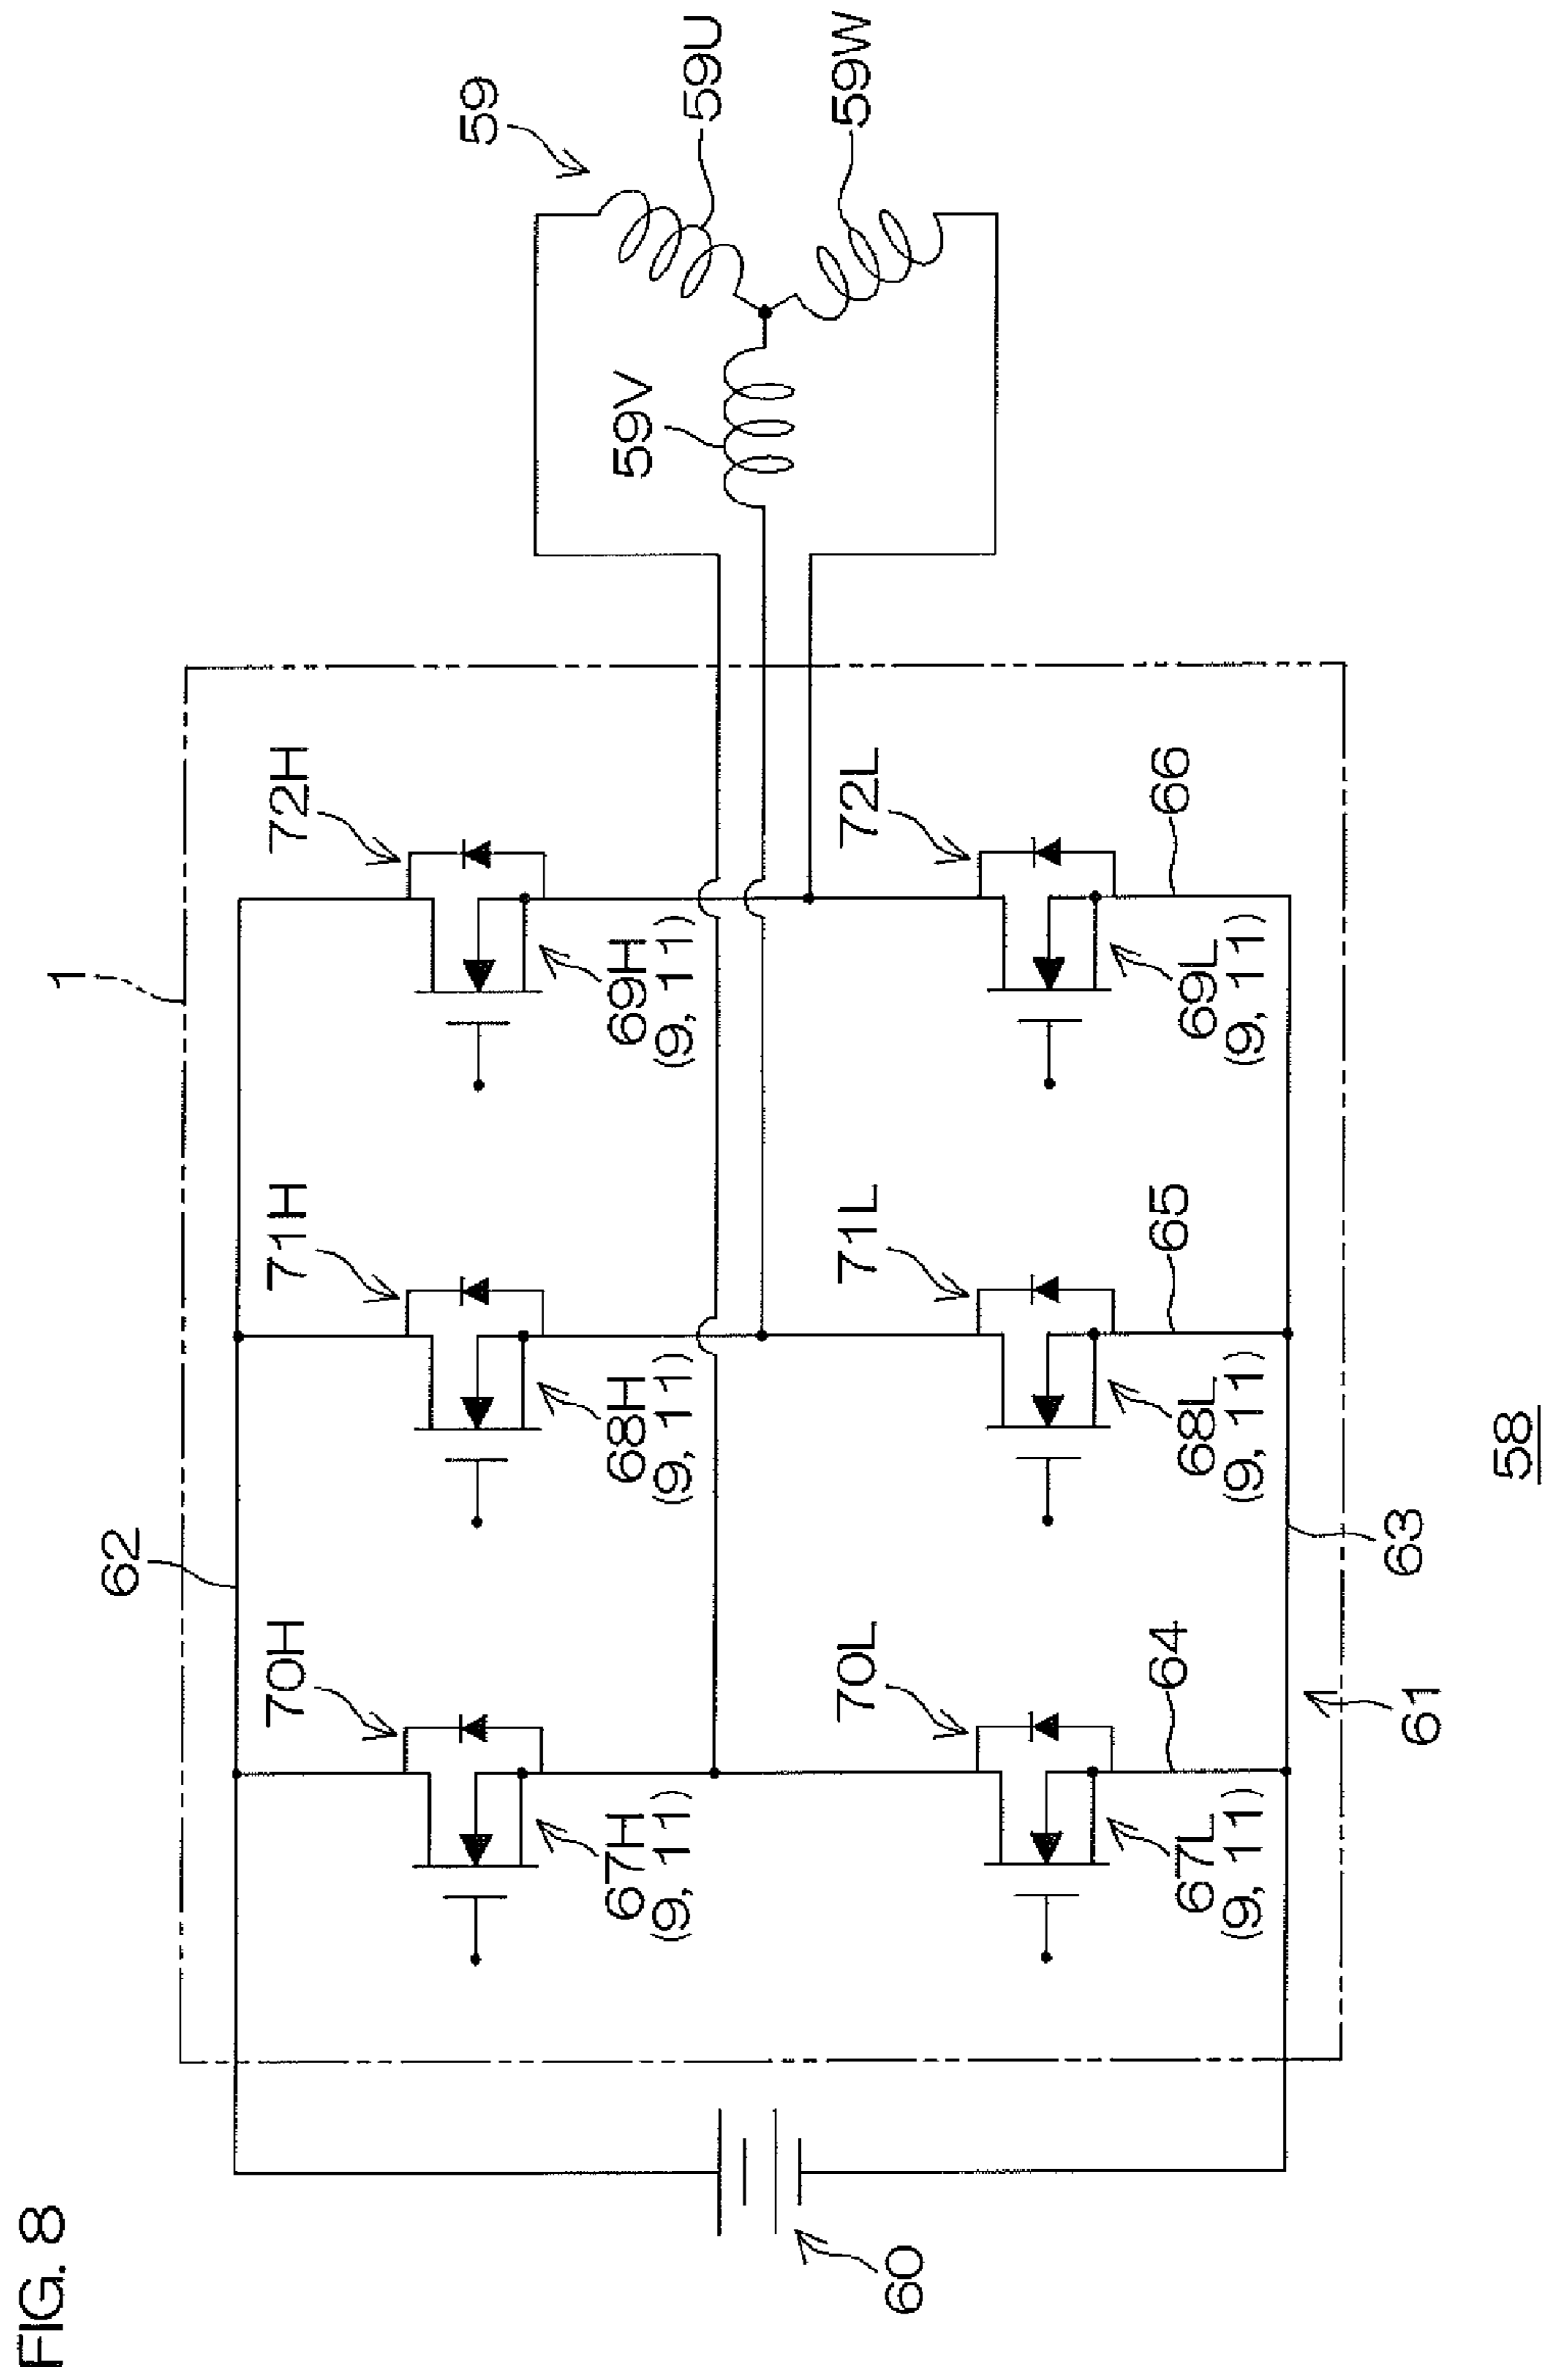 FIG. 8
1
62
72H
59
71H
59U
70H
69H
(9, 11)
68H
(9, 11)
67H
(9, 11)
59V
59W
72L
71L
70L
60
66
65
64
69L
(9, 11)
68L
(9, 11)
67L
(9, 11)
63
61
58